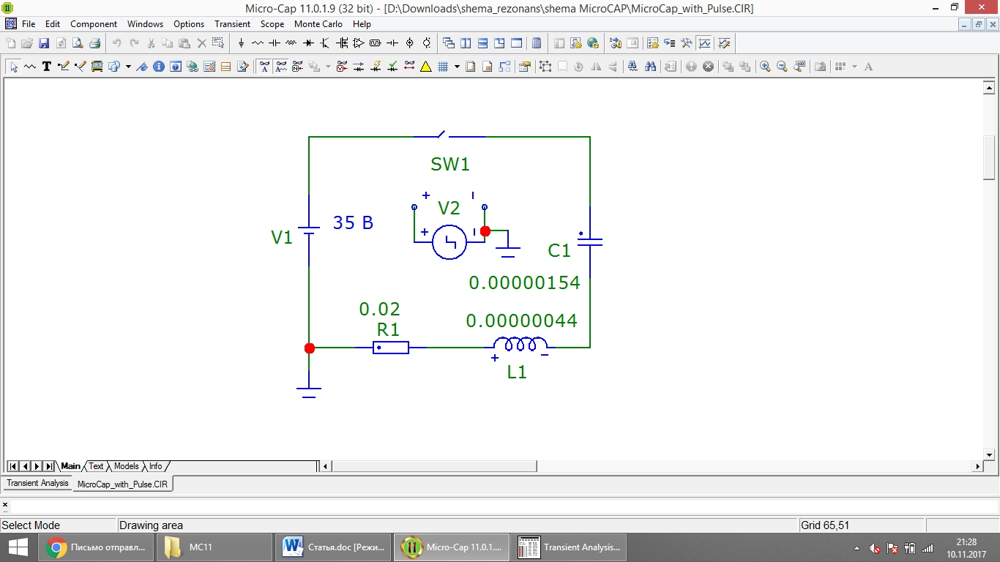 Micro-Cap 11.0.1.9 (32 bit) - [D:\Downloads\shema_rezonans\shema MicroCAP\MicroCap_with_Pulse.CIR]
File Edit Component Windows Options Transient Scope Monte Carlo Help
SW1
V2
35 В
V1
C1
0.00000154
0.02
0.00000044
R1
L1
Main Text Models Info
Transient Analysis MicroCap_with_Pulse.CIR
Select Mode Drawing area Grid 65,51
Письмо отправл... MC11 Статья.doc [Режи... Micro-Cap 11.0.1.... Transient Analysis...
21:28
10.11.2017